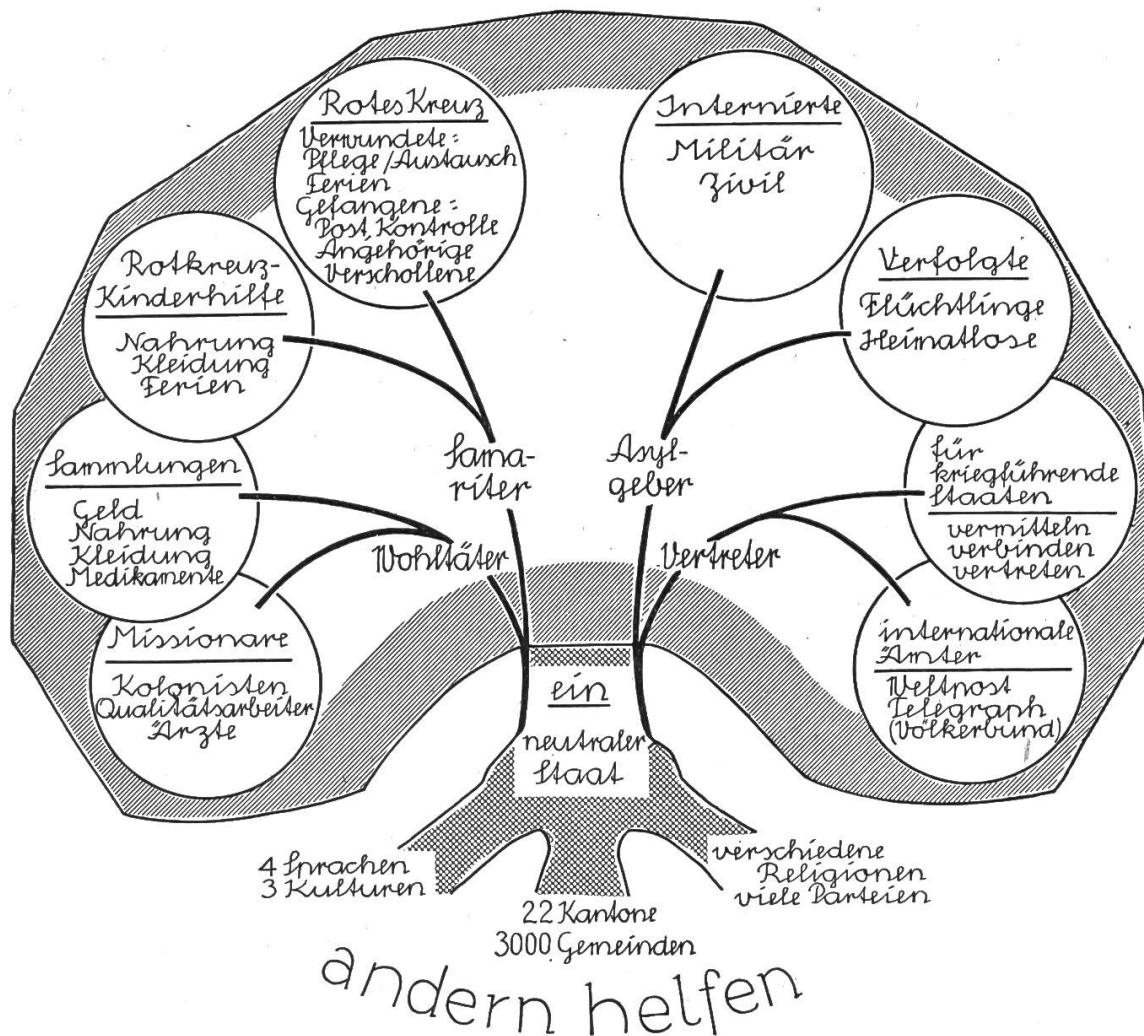 Rotes Kreuz
Verwundete:
Pflege/Austausch
Ferien
Gefangene:
Post, Kontrolle
Angehörige
Verschollene
Internierte
Militär
Zivil
Rotkreuz-
Kinderhilfe
Nahrung
Kleidung
Ferien
Verfolgte
Flüchtlinge
Heimatlose
Sammlungen
Geld
Nahrung
Kleidung
Medikamente
Sama-
riter
Asyl-
geber
für
kriegführende
Staaten
vermitteln
verbinden
vertreten
Wohltäter
Vertreter
Missionare
Kolonisten
Qualitätsarbeiter
Ärzte
internationale
Ämter
Weltpost
Telegraph
(Völkerbund)
ein
neutraler
Staat
4 Sprachen
3 Kulturen
22 Kantone
3000 Gemeinden
verschiedene
Religionen
viele Parteien
andern helfen